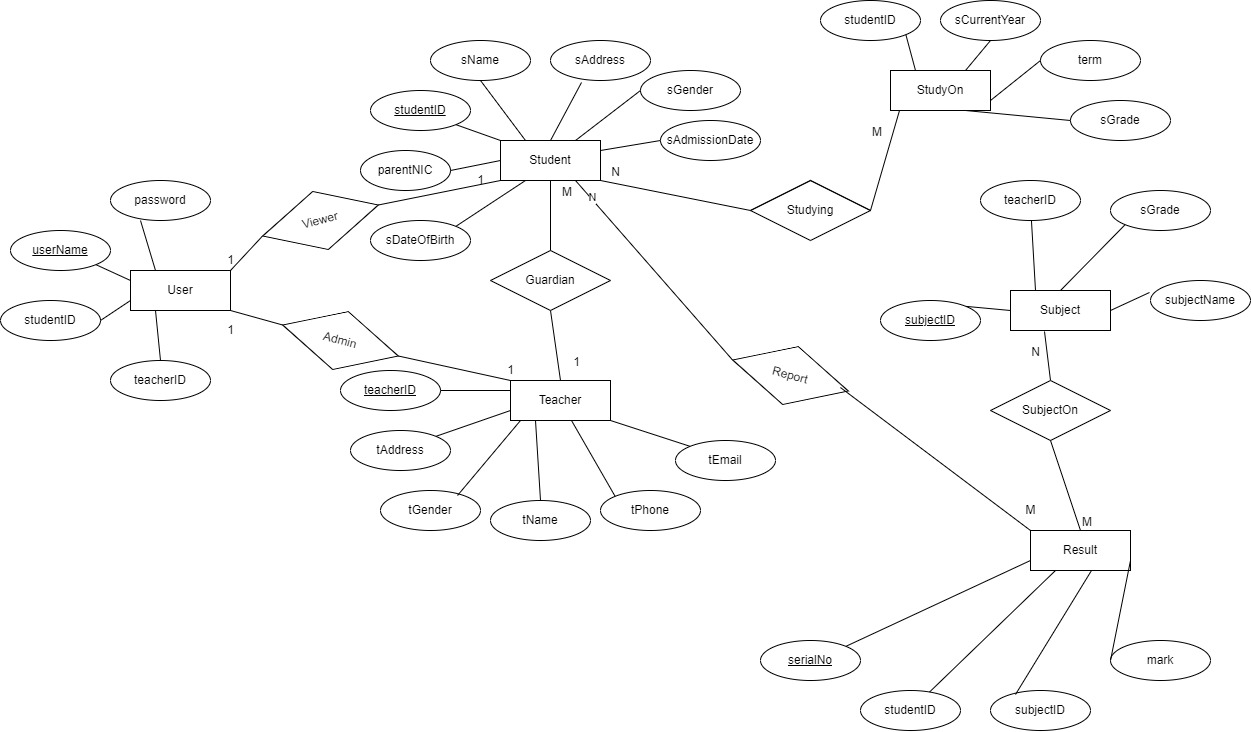 studentID
sCurrentYear
term
StudyOn
sGrade
M
sName
sAddress
sGender
studentID
sAdmissionDate
Student
parentNIC
1
M
N
N
sDateOfBirth
Studying
password
Viewer
userName
1
User
studentID
1
teacherID
Guardian
Admin
1
1
teacherID
Teacher
tAddress
tEmail
tGender
tName
tPhone
Report
teacherID
sGrade
subjectName
Subject
subjectID
N
SubjectOn
M
M
Result
serialNo
mark
studentID
subjectID